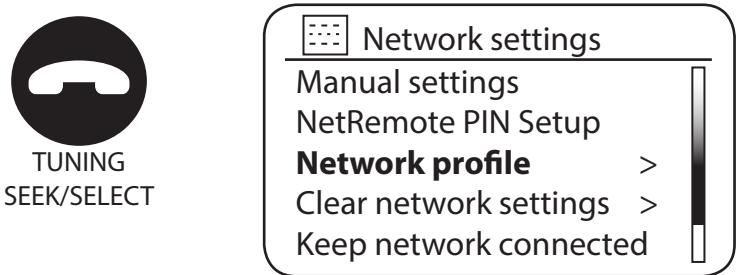 TUNING
SEEK/SELECT
Network settings
Manual settings
NetRemote PIN Setup
Network profile >
Clear network settings >
Keep network connected